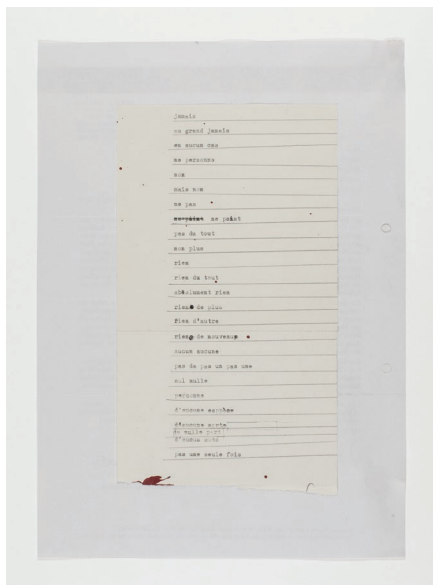 jamais
au grand jamais
en aucun cas
ne personne
non
mais non
ne pas
ne point
pas du tout
non plus
rien
rien du tout
absolument rien
rien de plus
rien d'autre
rien de nouveau
aucun aucune
pas de pas un pas une
nul nulle
personne
d'aucune
d'aucune sorte
de nulle part
d'aucun
pas une seule fois